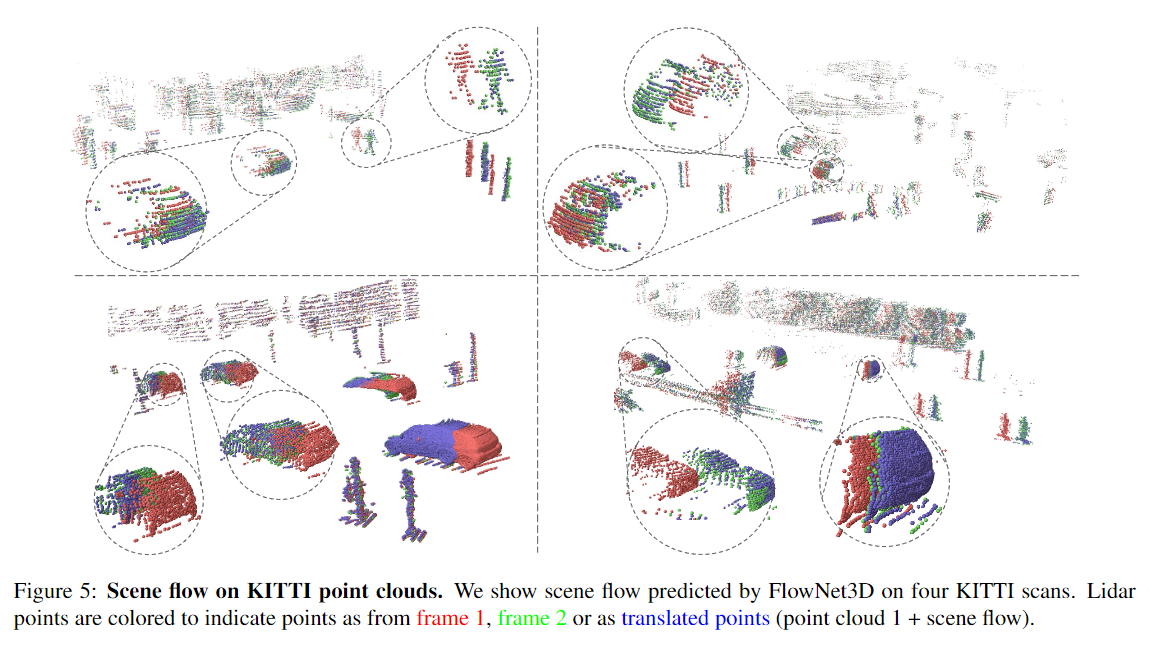 Figure 5: Scene flow on KITTI point clouds. We show scene flow predicted by FlowNet3D on four KITTI scans. Lidar
points are colored to indicate points as from frame 1, frame 2 or as translated points (point cloud 1 + scene flow).